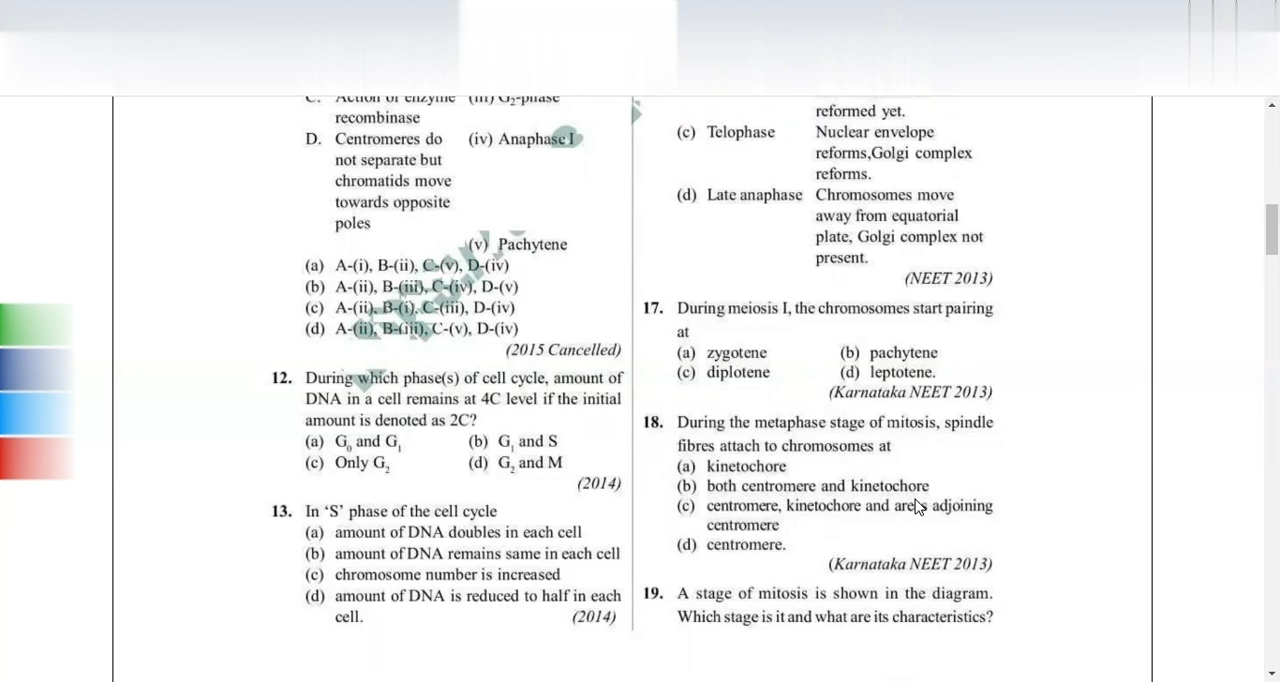 C. Action of enzyme (iii) G₂-phase
recombinase
D. Centromeres do (iv) Anaphase I
not separate but
chromatids move
towards opposite
poles
(v) Pachytene
(a) A-(i), B-(ii), C-(v), D-(iv)
(b) A-(ii), B-(iii), C-(iv), D-(v)
(c) A-(ii), B-(i), C-(iii), D-(iv)
(d) A-(ii), B-(iii), C-(v), D-(iv)
(2015 Cancelled)
12. During which phase(s) of cell cycle, amount of
DNA in a cell remains at 4C level if the initial
amount is denoted as 2C?
(a) G₀ and G₁ (b) G₁ and S
(c) Only G₂ (d) G₂ and M
(2014)
13. In ‘S’ phase of the cell cycle
(a) amount of DNA doubles in each cell
(b) amount of DNA remains same in each cell
(c) chromosome number is increased
(d) amount of DNA is reduced to half in each
cell. (2014)
reformed yet.
(c) Telophase Nuclear envelope
reforms,Golgi complex
reforms.
(d) Late anaphase Chromosomes move
away from equatorial
plate, Golgi complex not
present.
(NEET 2013)
17. During meiosis I, the chromosomes start pairing
at
(a) zygotene (b) pachytene
(c) diplotene (d) leptotene.
(Karnataka NEET 2013)
18. During the metaphase stage of mitosis, spindle
fibres attach to chromosomes at
(a) kinetochore
(b) both centromere and kinetochore
(c) centromere, kinetochore and areas adjoining
centromere
(d) centromere.
(Karnataka NEET 2013)
19. A stage of mitosis is shown in the diagram.
Which stage is it and what are its characteristics?